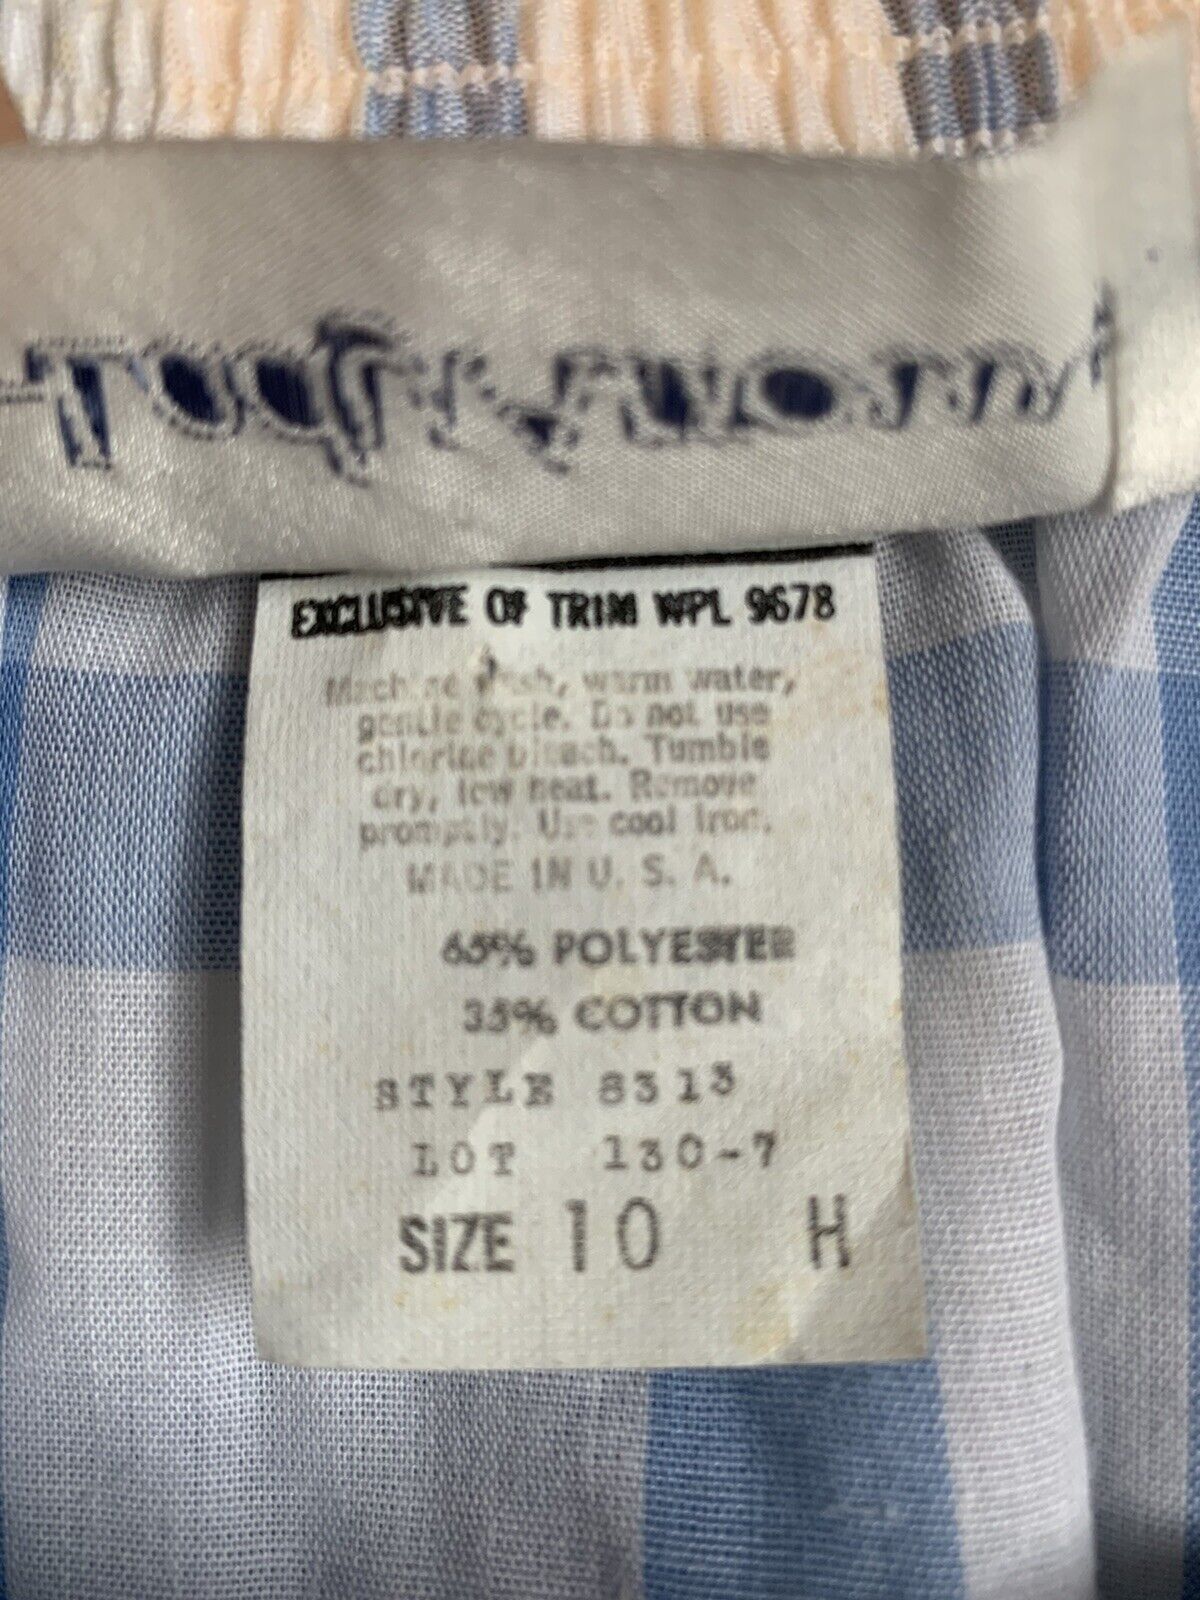 EXCLUSIVE OF TRIM WPL 9678
Machine wash, warm water,
gentle cycle. Do not use
chlorine bleach. Tumble
dry, low heat. Remove
promptly. Use cool iron.
MADE IN U. S. A.
65% POLYESTER
35% COTTON
STYLE 8313
LOT 130-7
SIZE 10 H